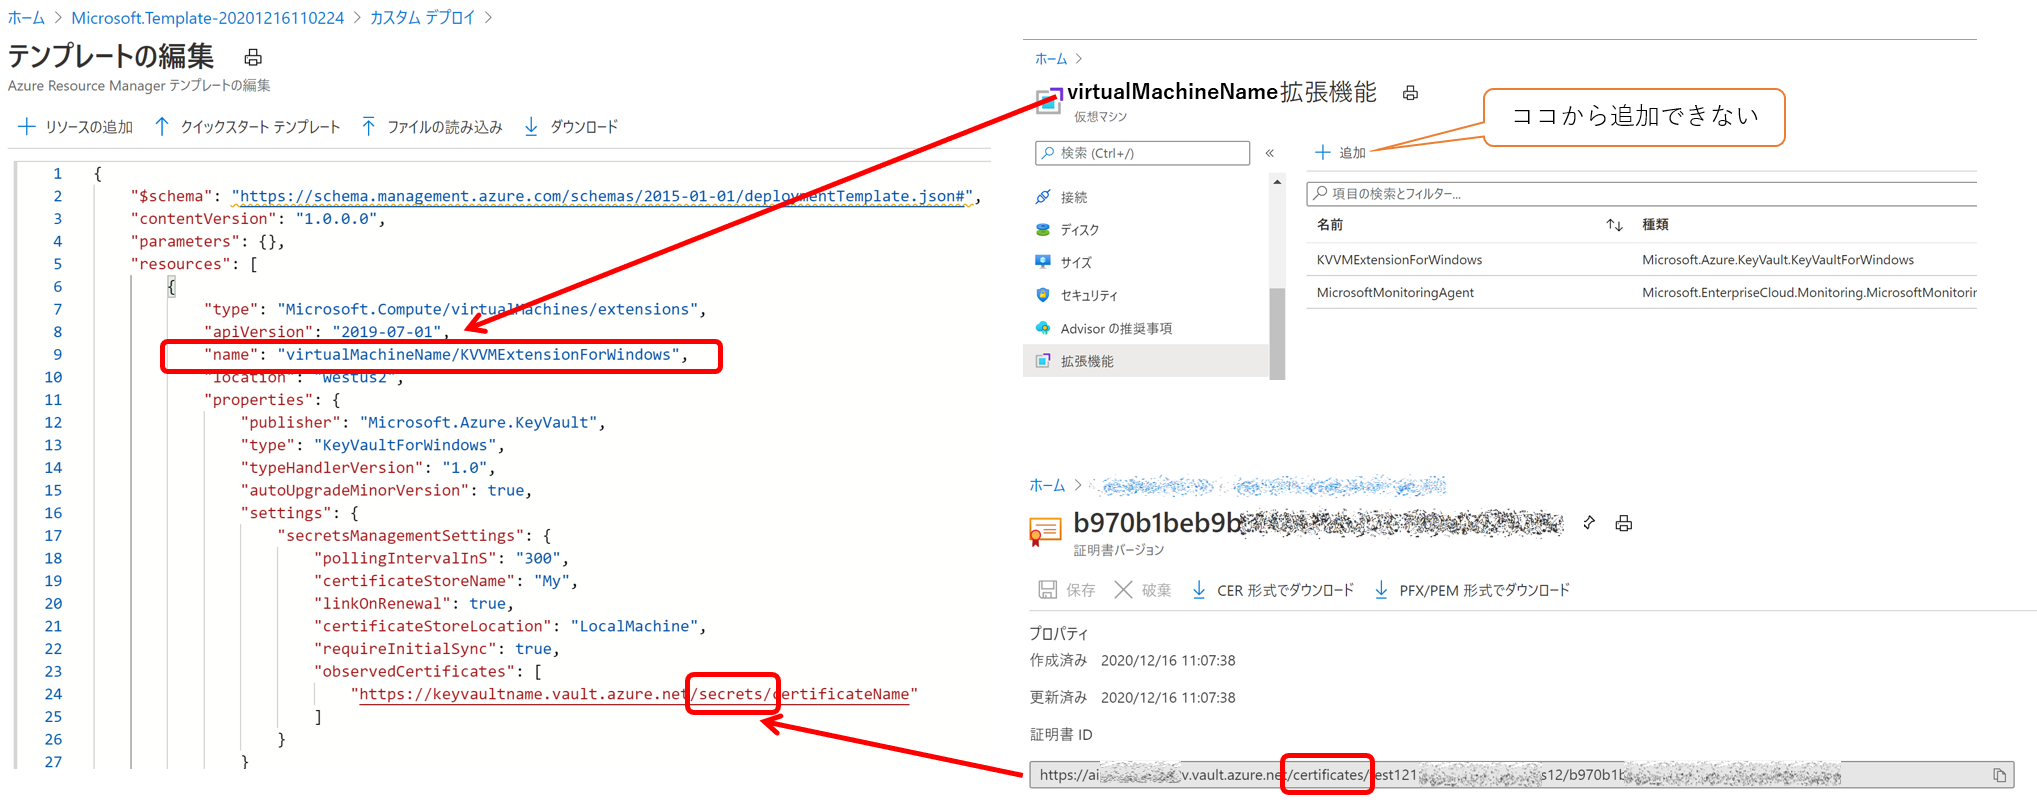 ホーム > Microsoft.Template-20201216110224 > カスタム デプロイ >
テンプレートの編集
Azure Resource Manager テンプレートの編集
リソースの追加 クイックスタート テンプレート ファイルの読み込み ダウンロード
1 {
2 "$schema": "https://schema.management.azure.com/schemas/2015-01-01/deploymentTemplate.json#",
3 "contentVersion": "1.0.0.0",
4 "parameters": {},
5 "resources": [
6 {
7 "type": "Microsoft.Compute/virtualMachines/extensions",
8 "apiVersion": "2019-07-01",
9 "name": "virtualMachineName/KVVMExtensionForWindows",
10 "location": "westus2",
11 "properties": {
12 "publisher": "Microsoft.Azure.KeyVault",
13 "type": "KeyVaultForWindows",
14 "typeHandlerVersion": "1.0",
15 "autoUpgradeMinorVersion": true,
16 "settings": {
17 "secretsManagementSettings": {
18 "pollingIntervalInS": "300",
19 "certificateStoreName": "My",
20 "linkOnRenewal": true,
21 "certificateStoreLocation": "LocalMachine",
22 "requireInitialSync": true,
23 "observedCertificates": [
24 "https://keyvaultname.vault.azure.net/secrets/certificateName"
25 ]
26 }
27 }
ホーム >
virtualMachineName拡張機能
仮想マシン
ココから追加できない
検索 (Ctrl+/) «
追加
接続
ディスク
サイズ
セキュリティ
Advisor の推奨事項
拡張機能
項目の検索とフィルター...
名前 ↑↓ 種類
KVVMExtensionForWindows Microsoft.Azure.KeyVault.KeyVaultForWindows
MicrosoftMonitoringAgent Microsoft.EnterpriseCloud.Monitoring.MicrosoftMonitorin
ホーム >
b970b1beb9b
証明書バージョン
保存 破棄 CER 形式でダウンロード PFX/PEM 形式でダウンロード
プロパティ
作成済み 2020/12/16 11:07:38
更新済み 2020/12/16 11:07:38
証明書 ID
https://ai v.vault.azure.net/certificates/test121 s12/b970b1b